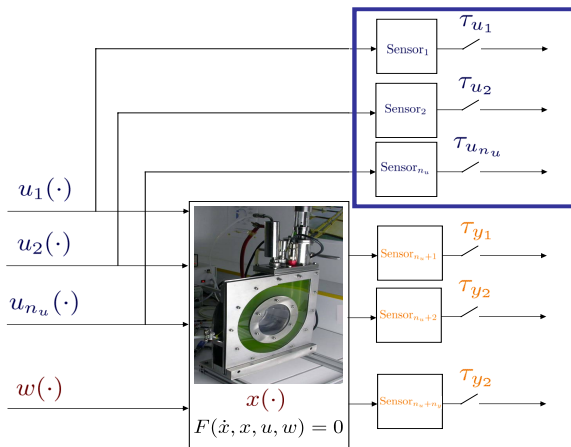 τ_{u_1}
Sensor_1
τ_{u_2}
Sensor_2
τ_{u_{n_u}}
Sensor_{n_u}
u_1(·)
u_2(·)
u_{n_u}(·)
τ_{y_1}
Sensor_{n_u+1}
τ_{y_2}
Sensor_{n_u+2}
w(·)
x(·)
F(ẋ, x, u, w) = 0
τ_{y_2}
Sensor_{n_u+n_y}